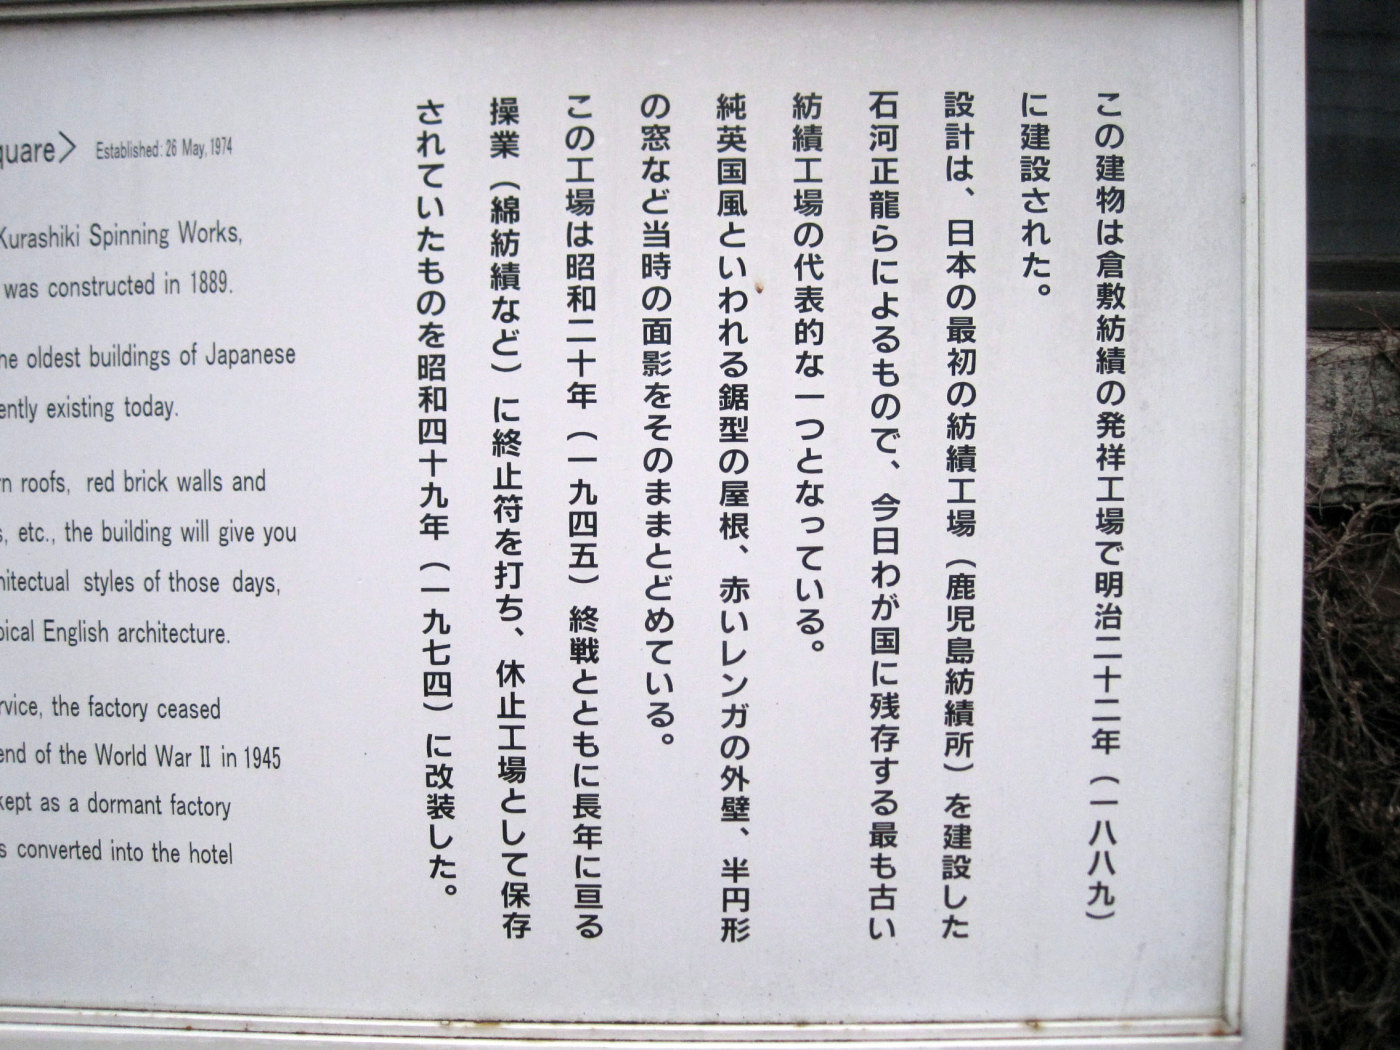 この建物は倉敷紡績の発祥工場で明治二十二年（一八八九）
に建設された。
設計は、日本の最初の紡績工場（鹿児島紡績所）を建設した
石河正龍らによるもので、今日わが国に残存する最も古い
紡績工場の代表的な一つとなっている。
純英国風といわれる鋸型の屋根、赤いレンガの外壁、半円形
の窓など当時の面影をそのままとどめている。
この工場は昭和二十年（一九四五）終戦とともに長年に亘る
操業（綿紡績など）に終止符を打ち、休止工場として保存
されていたものを昭和四十九年（一九七四）に改装した。
quare〉 Established: 26 May, 1974
Kurashiki Spinning Works,
was constructed in 1889.
he oldest buildings of Japanese
ently existing today.
rn roofs, red brick walls and
s, etc., the building will give you
hitectual styles of those days,
pical English architecture.
rvice, the factory ceased
end of the World War II in 1945
kept as a dormant factory
s converted into the hotel